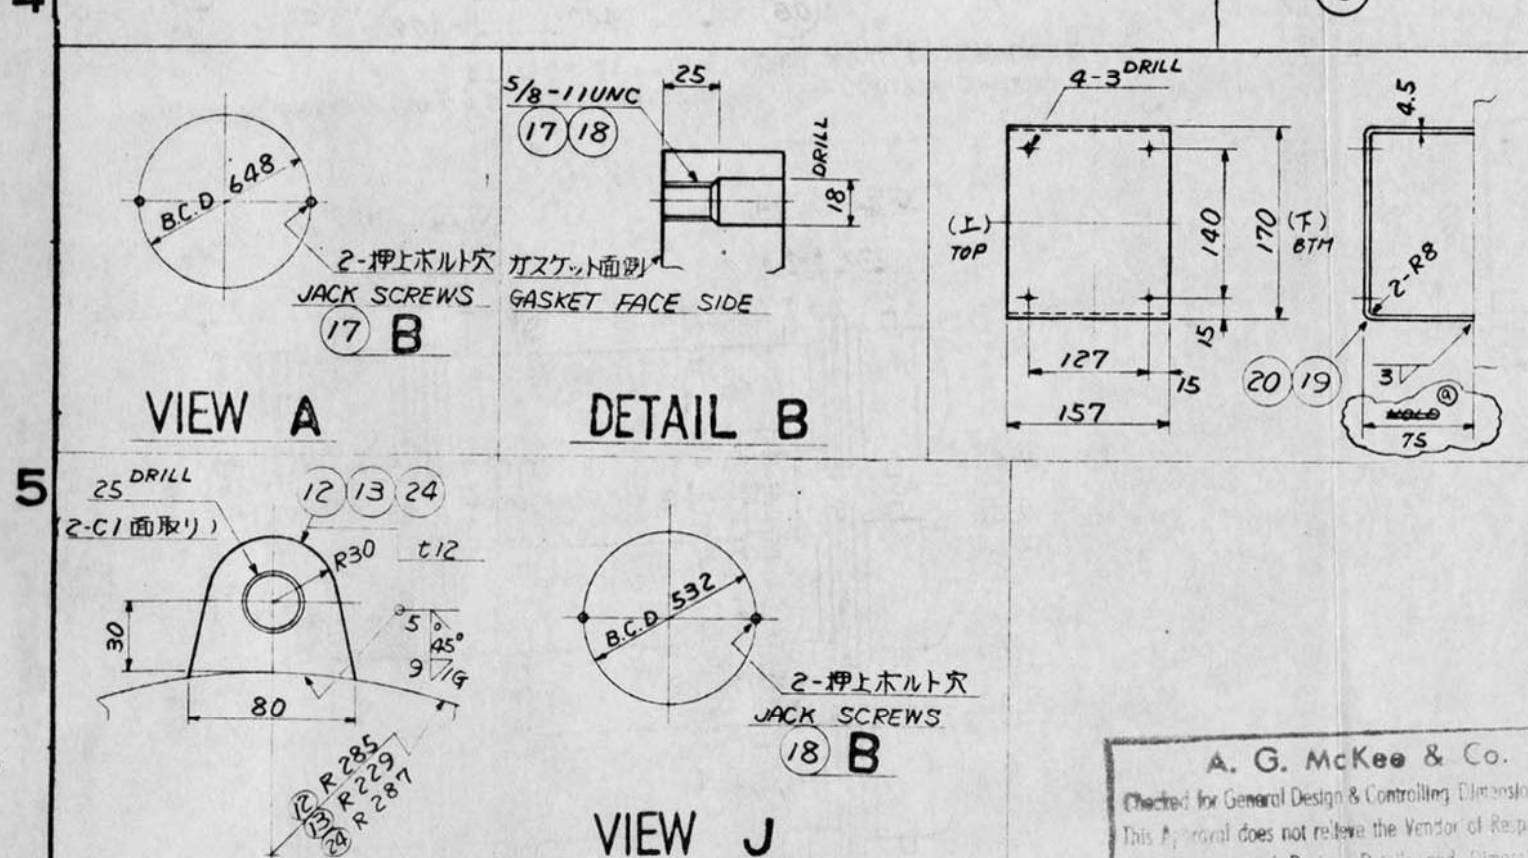 4
B.C.D 648
2-押上ボルト穴
JACK SCREWS
17 B
VIEW A
5/8-11UNC
17 18
25
DRILL
18
ガスケット面側
GASKET FACE SIDE
DETAIL B
4-3 DRILL
(上)
TOP
140
170
(下)
BTM
15
127
15
157
4.5
2-R8
20 19
3
a
75
5
25 DRILL
(2-C1面取り)
12 13 24
R30
t12
30
80
5
45°
9
G
12 R285
13 R229
24 R287
B.C.D 532
2-押上ボルト穴
JACK SCREWS
18 B
VIEW J
A. G. McKee & Co.
Checked for General Design & Controlling Dimensio
This Approval does not relieve the Vendor of Resp